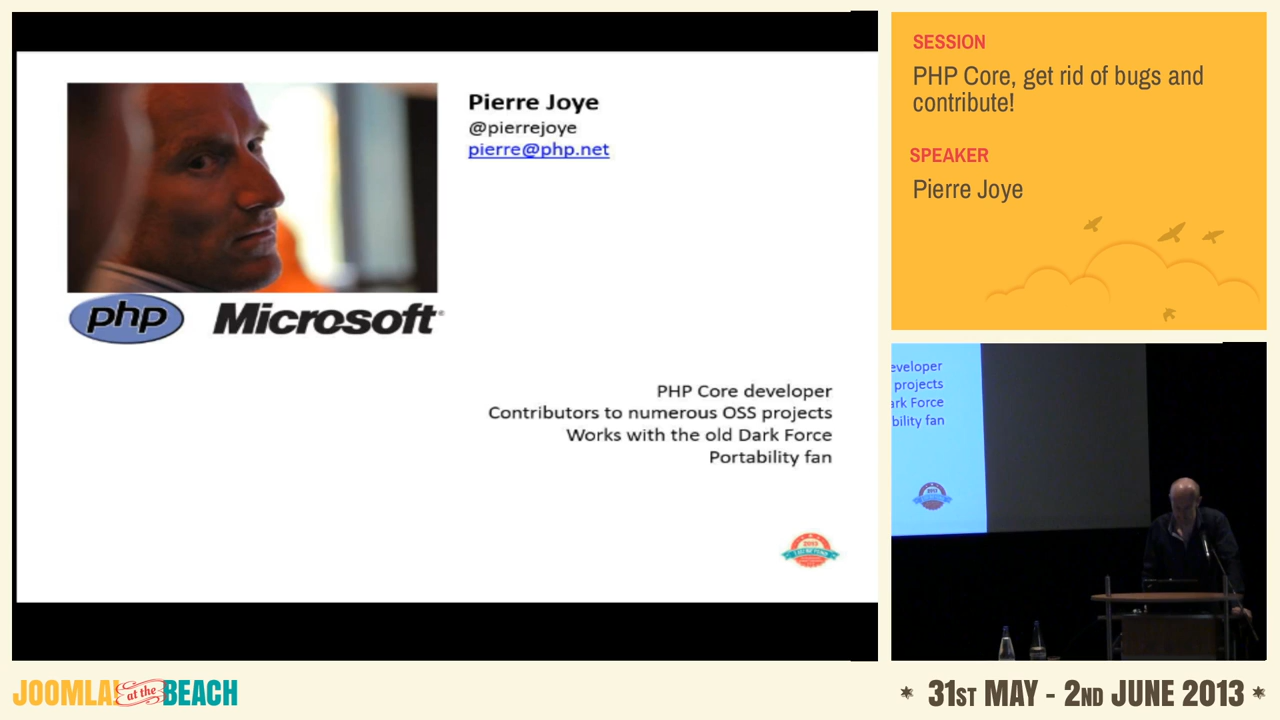 Pierre Joye
@pierrejoye
pierre@php.net
php
Microsoft
PHP Core developer
Contributors to numerous OSS projects
Works with the old Dark Force
Portability fan
2013
SESSION
PHP Core, get rid of bugs and
contribute!
SPEAKER
Pierre Joye
eveloper
projects
ark Force
bility fan
2013
JOOMLA! at the BEACH
* 31ST MAY - 2ND JUNE 2013 *